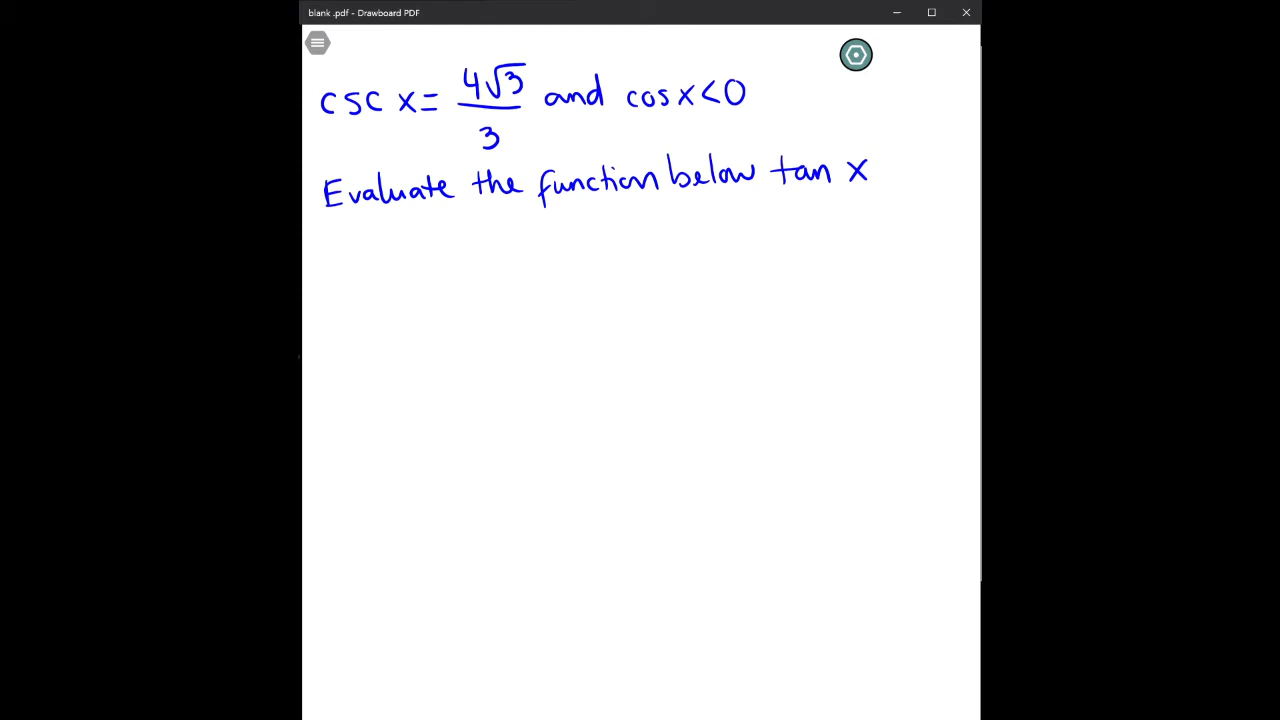 blank .pdf - Drawboard PDF
csc x = 4√3/3 and cos x < 0
Evaluate the function below tan x